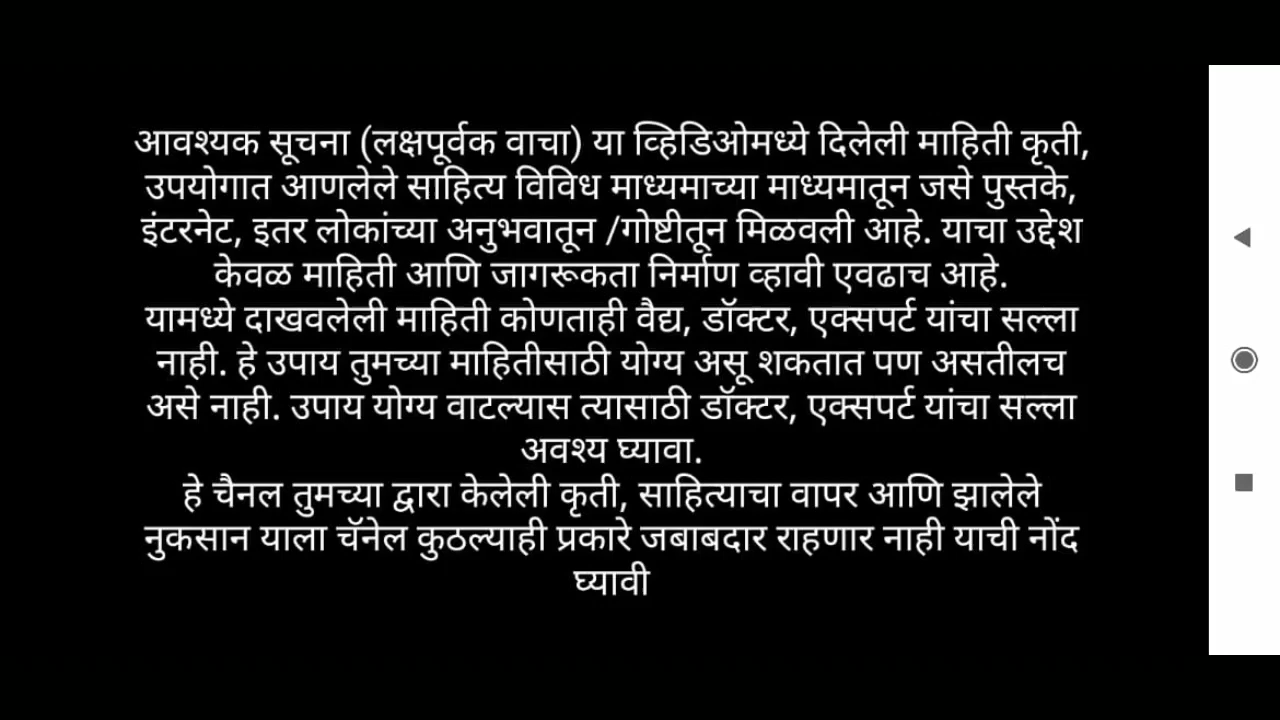 आवश्यक सूचना (लक्षपूर्वक वाचा) या व्हिडिओमध्ये दिलेली माहिती कृती,
उपयोगात आणलेले साहित्य विविध माध्यमाच्या माध्यमातून जसे पुस्तके,
इंटरनेट, इतर लोकांच्या अनुभवातून /गोष्टीतून मिळवली आहे. याचा उद्देश
केवळ माहिती आणि जागरूकता निर्माण व्हावी एवढाच आहे.
यामध्ये दाखवलेली माहिती कोणताही वैद्य, डॉक्टर, एक्सपर्ट यांचा सल्ला
नाही. हे उपाय तुमच्या माहितीसाठी योग्य असू शकतात पण असतीलच
असे नाही. उपाय योग्य वाटल्यास त्यासाठी डॉक्टर, एक्सपर्ट यांचा सल्ला
अवश्य घ्यावा.
हे चैनल तुमच्या द्वारा केलेली कृती, साहित्याचा वापर आणि झालेले
नुकसान याला चॅनेल कुठल्याही प्रकारे जबाबदार राहणार नाही याची नोंद
घ्यावी